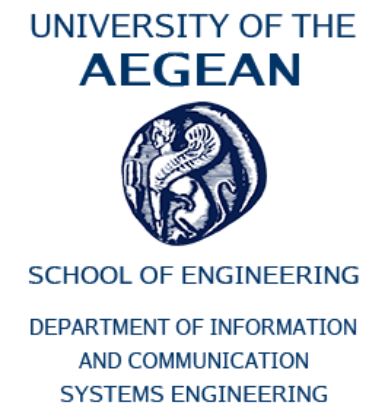 UNIVERSITY OF THE
AEGEAN
SCHOOL OF ENGINEERING
DEPARTMENT OF INFORMATION
AND COMMUNICATION
SYSTEMS ENGINEERING